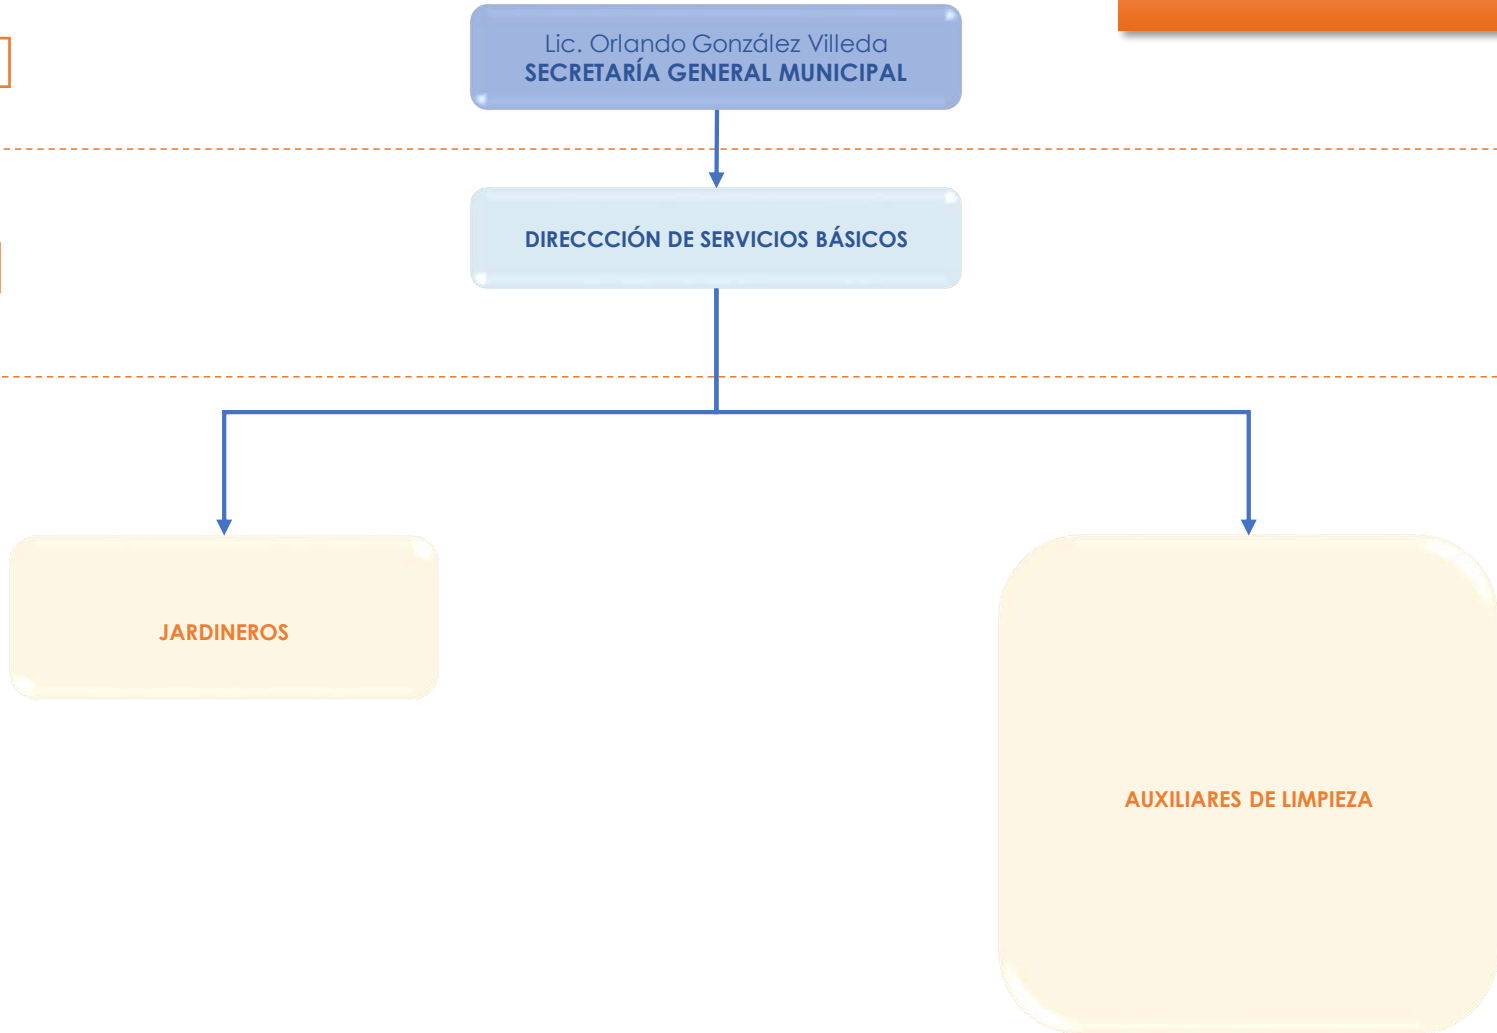 Lic. Orlando González Villeda
SECRETARÍA GENERAL MUNICIPAL
DIRECCCIÓN DE SERVICIOS BÁSICOS
JARDINEROS
AUXILIARES DE LIMPIEZA